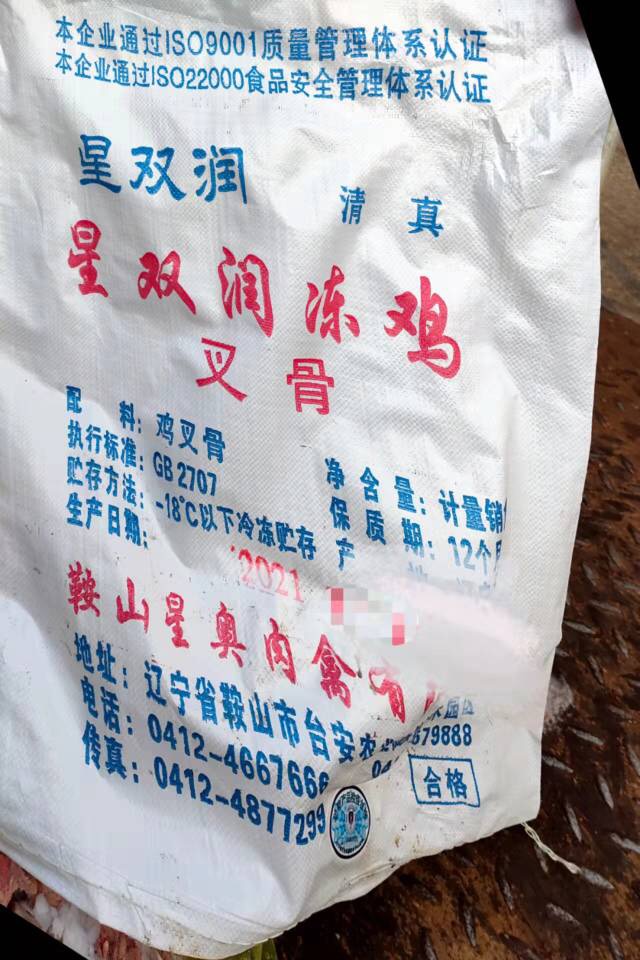 本企业通过ISO9001质量管理体系认证
本企业通过ISO22000食品安全管理体系认证
星双润 清真
星双润冻鸡
叉骨
配料：鸡叉骨
执行标准：GB 2707
贮存方法：-18℃以下冷冻贮存
生产日期：
净含量：计量销
保质期：12个
产
2021
鞍山星奥肉禽有
地址：辽宁省鞍山市台安农
电话：0412-4667666
679888
传真：0412-4877299
合格